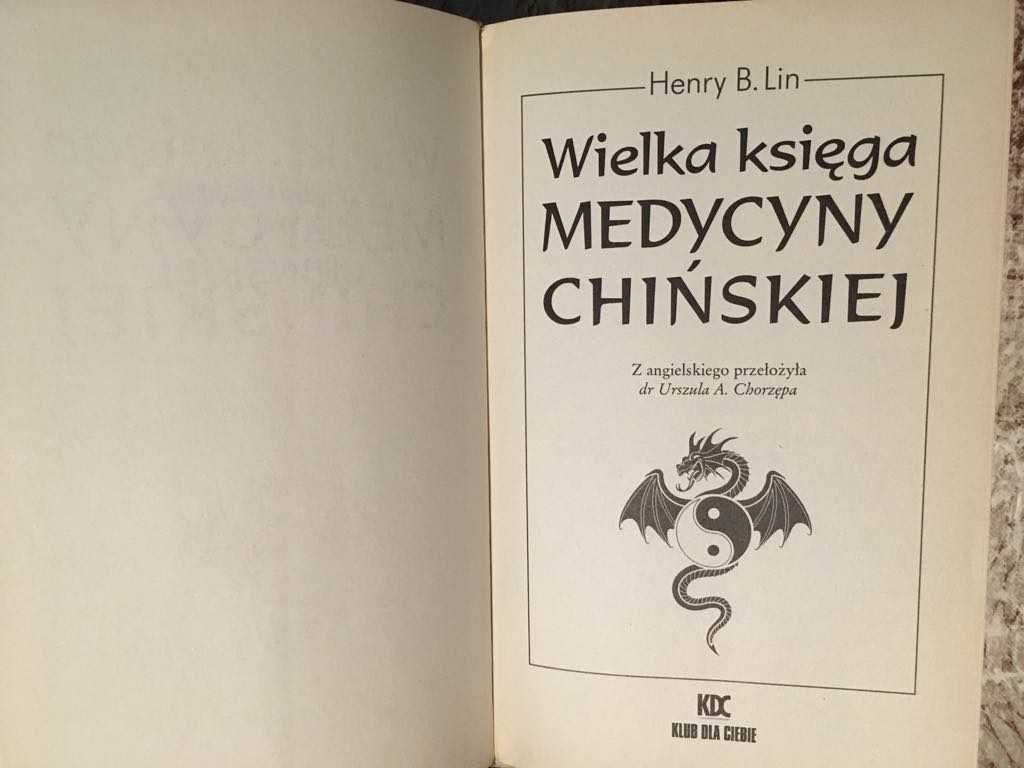 Henry B. Lin
Wielka księga
MEDYCYNY
CHIŃSKIEJ
Z angielskiego przełożyła
dr Urszula A. Chorzępa
KDC
KLUB DLA CIEBIE